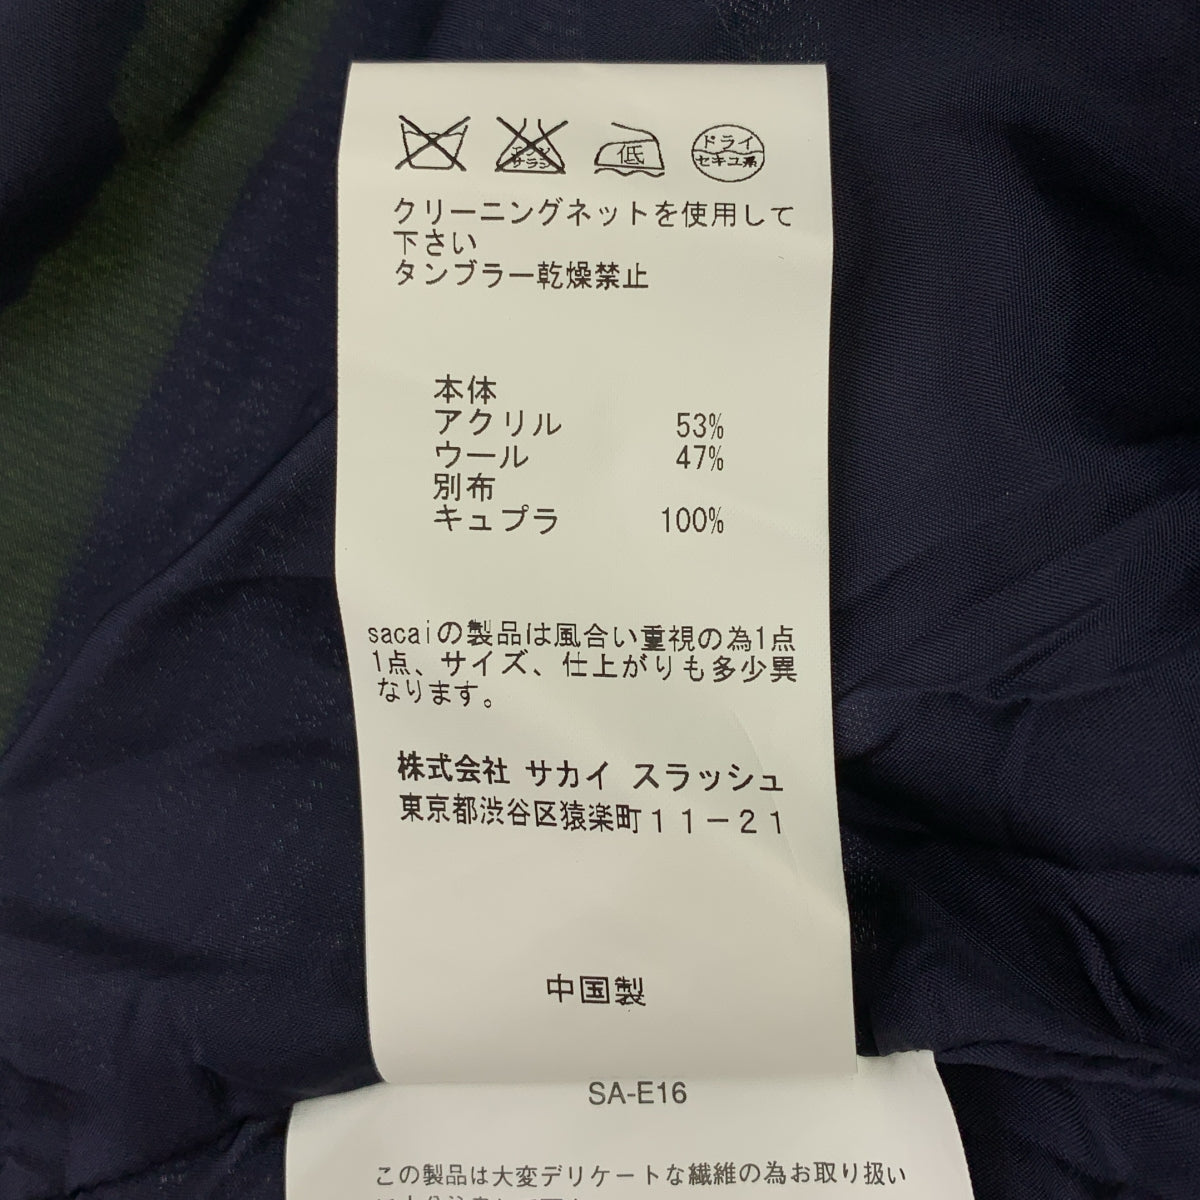 エンソ
サラシ
低
ドライ
セキユ系
クリーニングネットを使用して
下さい
タンブラー乾燥禁止
本体
アクリル 53%
ウール 47%
別布
キュプラ 100%
sacaiの製品は風合い重視の為1点
1点、サイズ、仕上がりも多少異
なります。
株式会社 サカイ スラッシュ
東京都渋谷区猿楽町１１－２１
中国製
SA-E16
この製品は大変デリケートな繊維の為お取り扱い